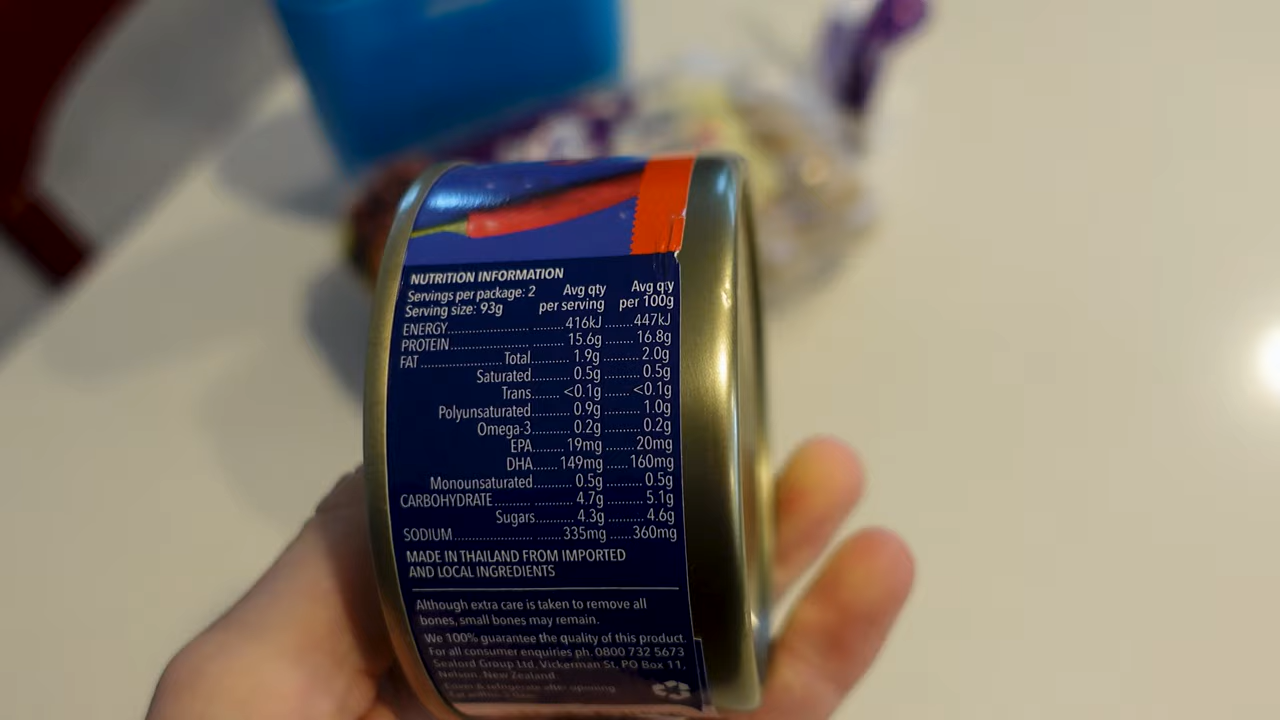 NUTRITION INFORMATION
Servings per package: 2 Avg qty Avg qty
Serving size: 93g per serving per 100g
ENERGY.................. .........416kJ .......447kJ
PROTEIN.................. .........15.6g ........16.8g
FAT..................Total.......... 1.9g .......... 2.0g
Saturated.......... 0.5g .......... 0.5g
Trans........ <0.1g ........ <0.1g
Polyunsaturated.......... 0.9g .......... 1.0g
Omega-3.......... 0.2g .......... 0.2g
EPA......... 19mg ........20mg
DHA....... 149mg ......160mg
Monounsaturated.......... 0.5g .......... 0.5g
CARBOHYDRATE.......... .......... 4.7g .......... 5.1g
Sugars.......... 4.3g .......... 4.6g
SODIUM.................. .......335mg ......360mg
MADE IN THAILAND FROM IMPORTED
AND LOCAL INGREDIENTS
Although extra care is taken to remove all
bones, small bones may remain.
We 100% guarantee the quality of this product.
For all consumer enquiries ph. 0800 732 5673
Sealord Group Ltd, Vickerman St, PO Box 11,
Nelson, New Zealand
Cover & refrigerate after opening